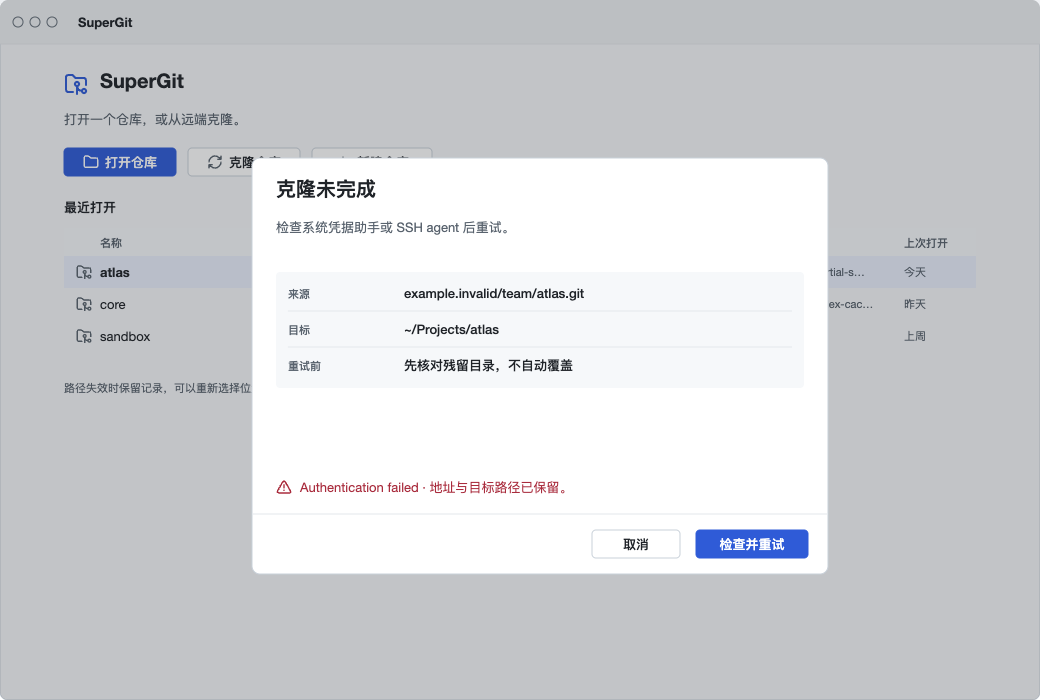 SuperGit
SuperGit
打开一个仓库，或从远端克隆。
打开仓库
克隆
最近打开
名称
上次打开
atlas
rtial-s...
今天
core
ex-cac...
昨天
sandbox
上周
路径失效时保留记录，可以重新选择位
克隆未完成
检查系统凭据助手或 SSH agent 后重试。
来源
example.invalid/team/atlas.git
目标
~/Projects/atlas
重试前
先核对残留目录，不自动覆盖
Authentication failed · 地址与目标路径已保留。
取消
检查并重试